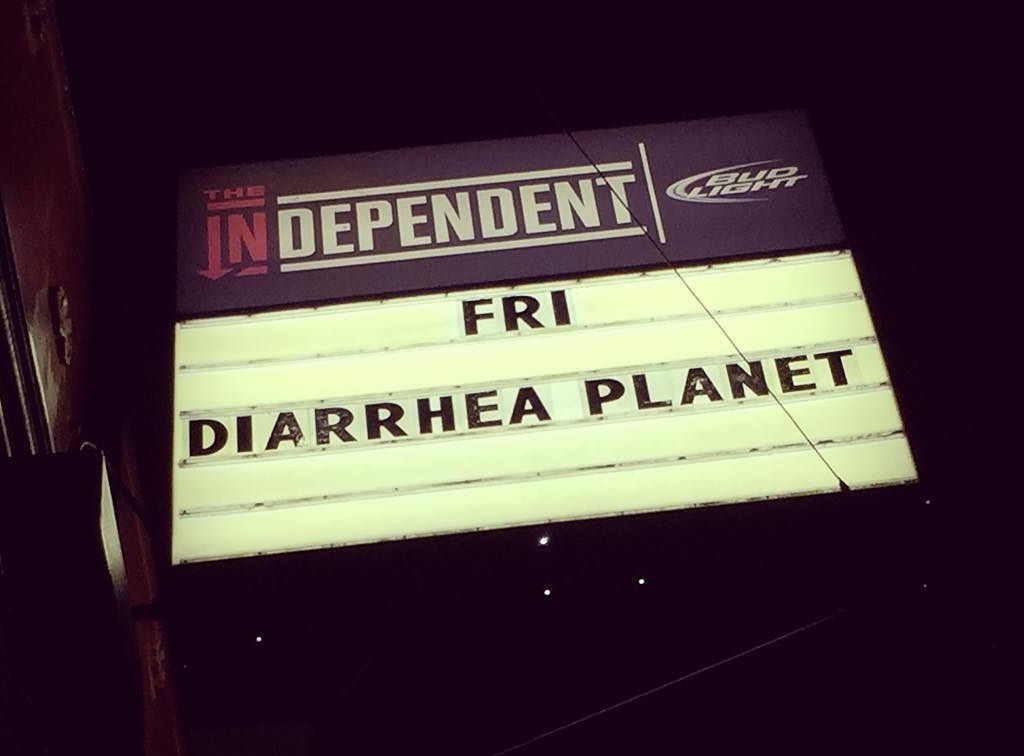 THE
INDEPENDENT
BUD
LIGHT
FRI
DIARRHEA PLANET